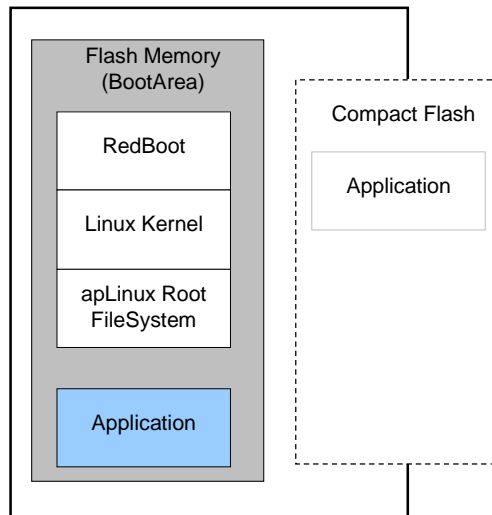 Flash Memory
(BootArea)
RedBoot
Linux Kernel
apLinux Root
FileSystem
Application
Compact Flash
Application